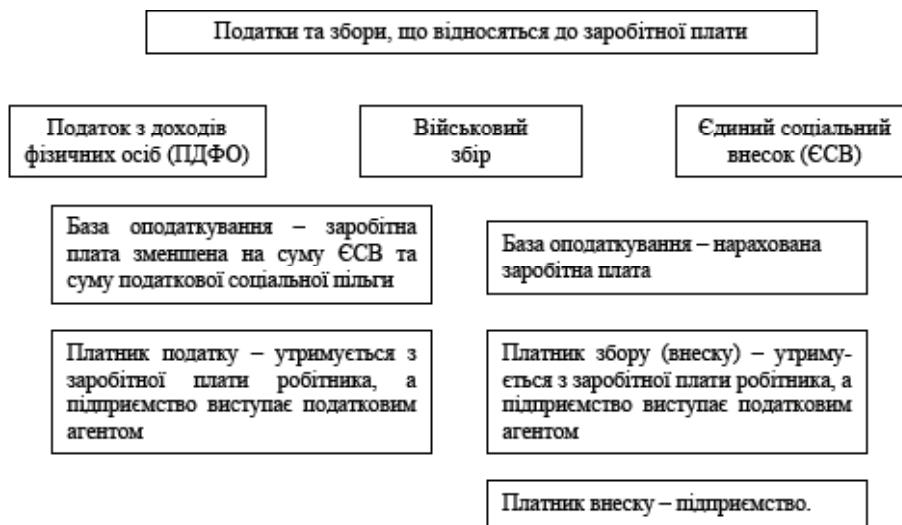 Податки та збори, що відносяться до заробітної плати
Податок з доходів
фізичних осіб (ПДФО)
Військовий
збір
Єдиний соціальний
внесок (ЄСВ)
База оподаткування – заробітна
плата зменшена на суму ЄСВ та
суму податкової соціальної пільги
База оподаткування – нарахована
заробітна плата
Платник податку – утримується з
заробітної плати робітника, а
підприємство виступає податковим
агентом
Платник збору (внеску) – утриму-
ється з заробітної плати робітника, а
підприємство виступає податковим
агентом
Платник внеску – підприємство.